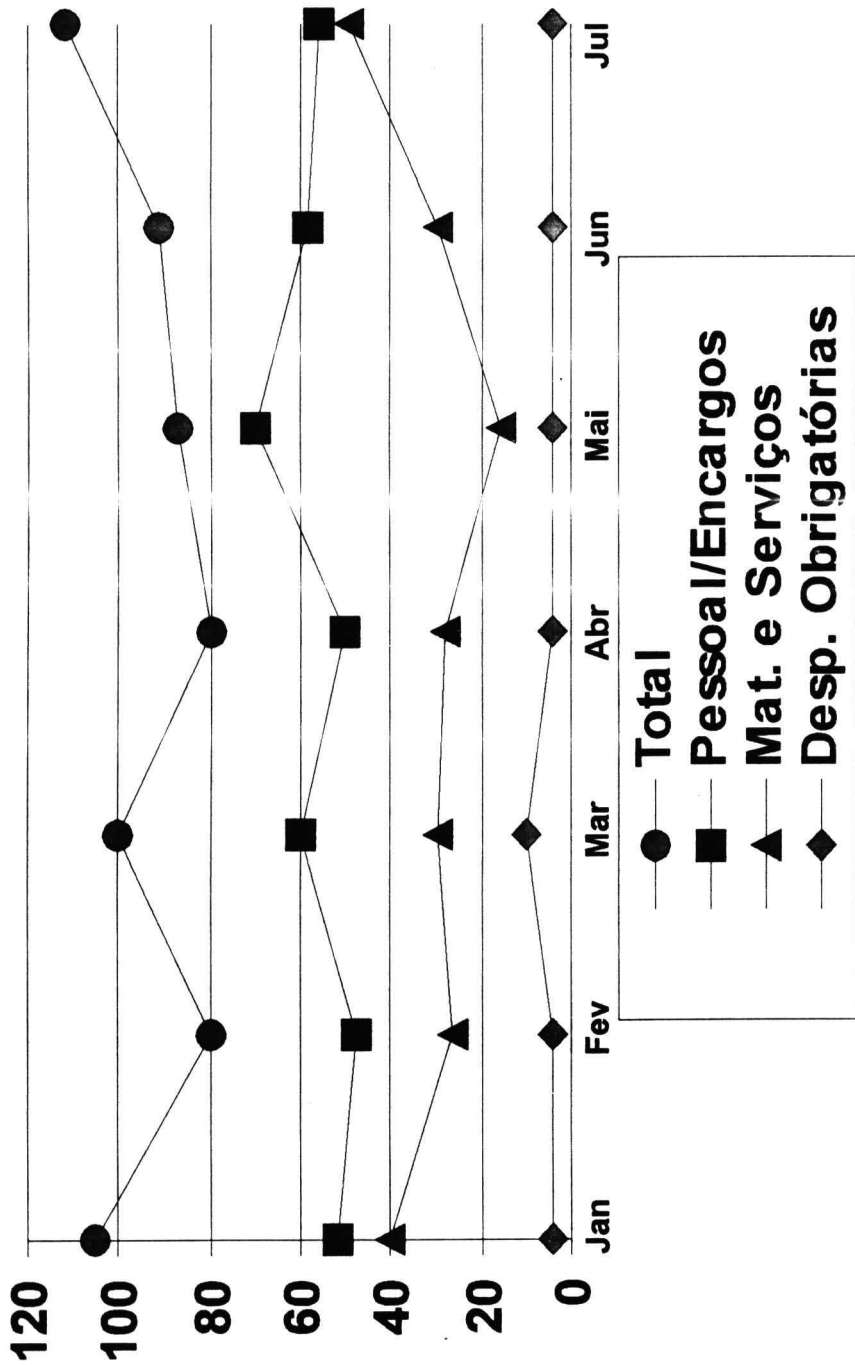 120
100
80
60
40
20
0
Jan Fev Mar Abr Mai Jun Jul
Total
Pessoal/Encargos
Mat. e Serviços
Desp. Obrigatórias